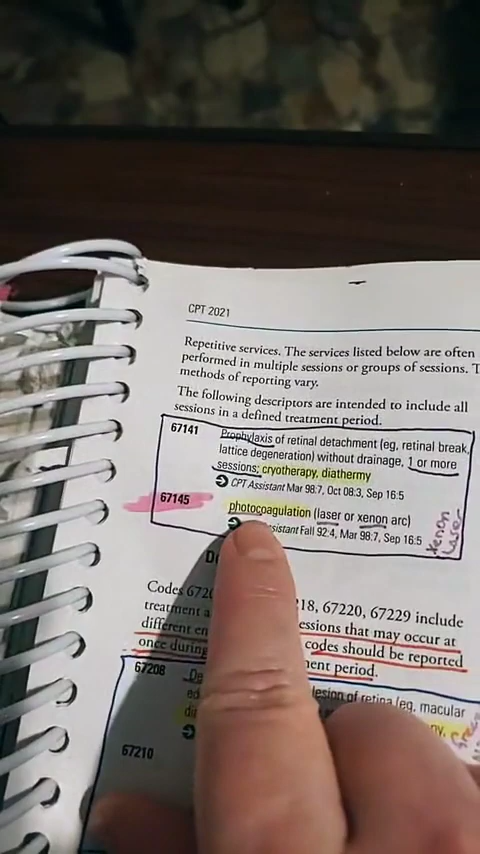 CPT 2021
Repetitive services. The services listed below are often
performed in multiple sessions or groups of sessions. T
methods of reporting vary.
The following descriptors are intended to include all
sessions in a defined treatment period.
67141 Prophylaxis of retinal detachment (eg, retinal break,
lattice degeneration) without drainage, 1 or more
sessions; cryotherapy, diathermy
CPT Assistant Mar 98:7, Oct 08:3, Sep 16:5
67145 photocoagulation (laser or xenon arc)
sistant Fall 92:4, Mar 98:7, Sep 16:5
Xenon
Laser
D
Codes 672 18, 67220, 67229 include
treatment a essions that may occur at
different en codes should be reported
once during ment period.
67208 De lesion of retina (eg, macular
ed
di
67210